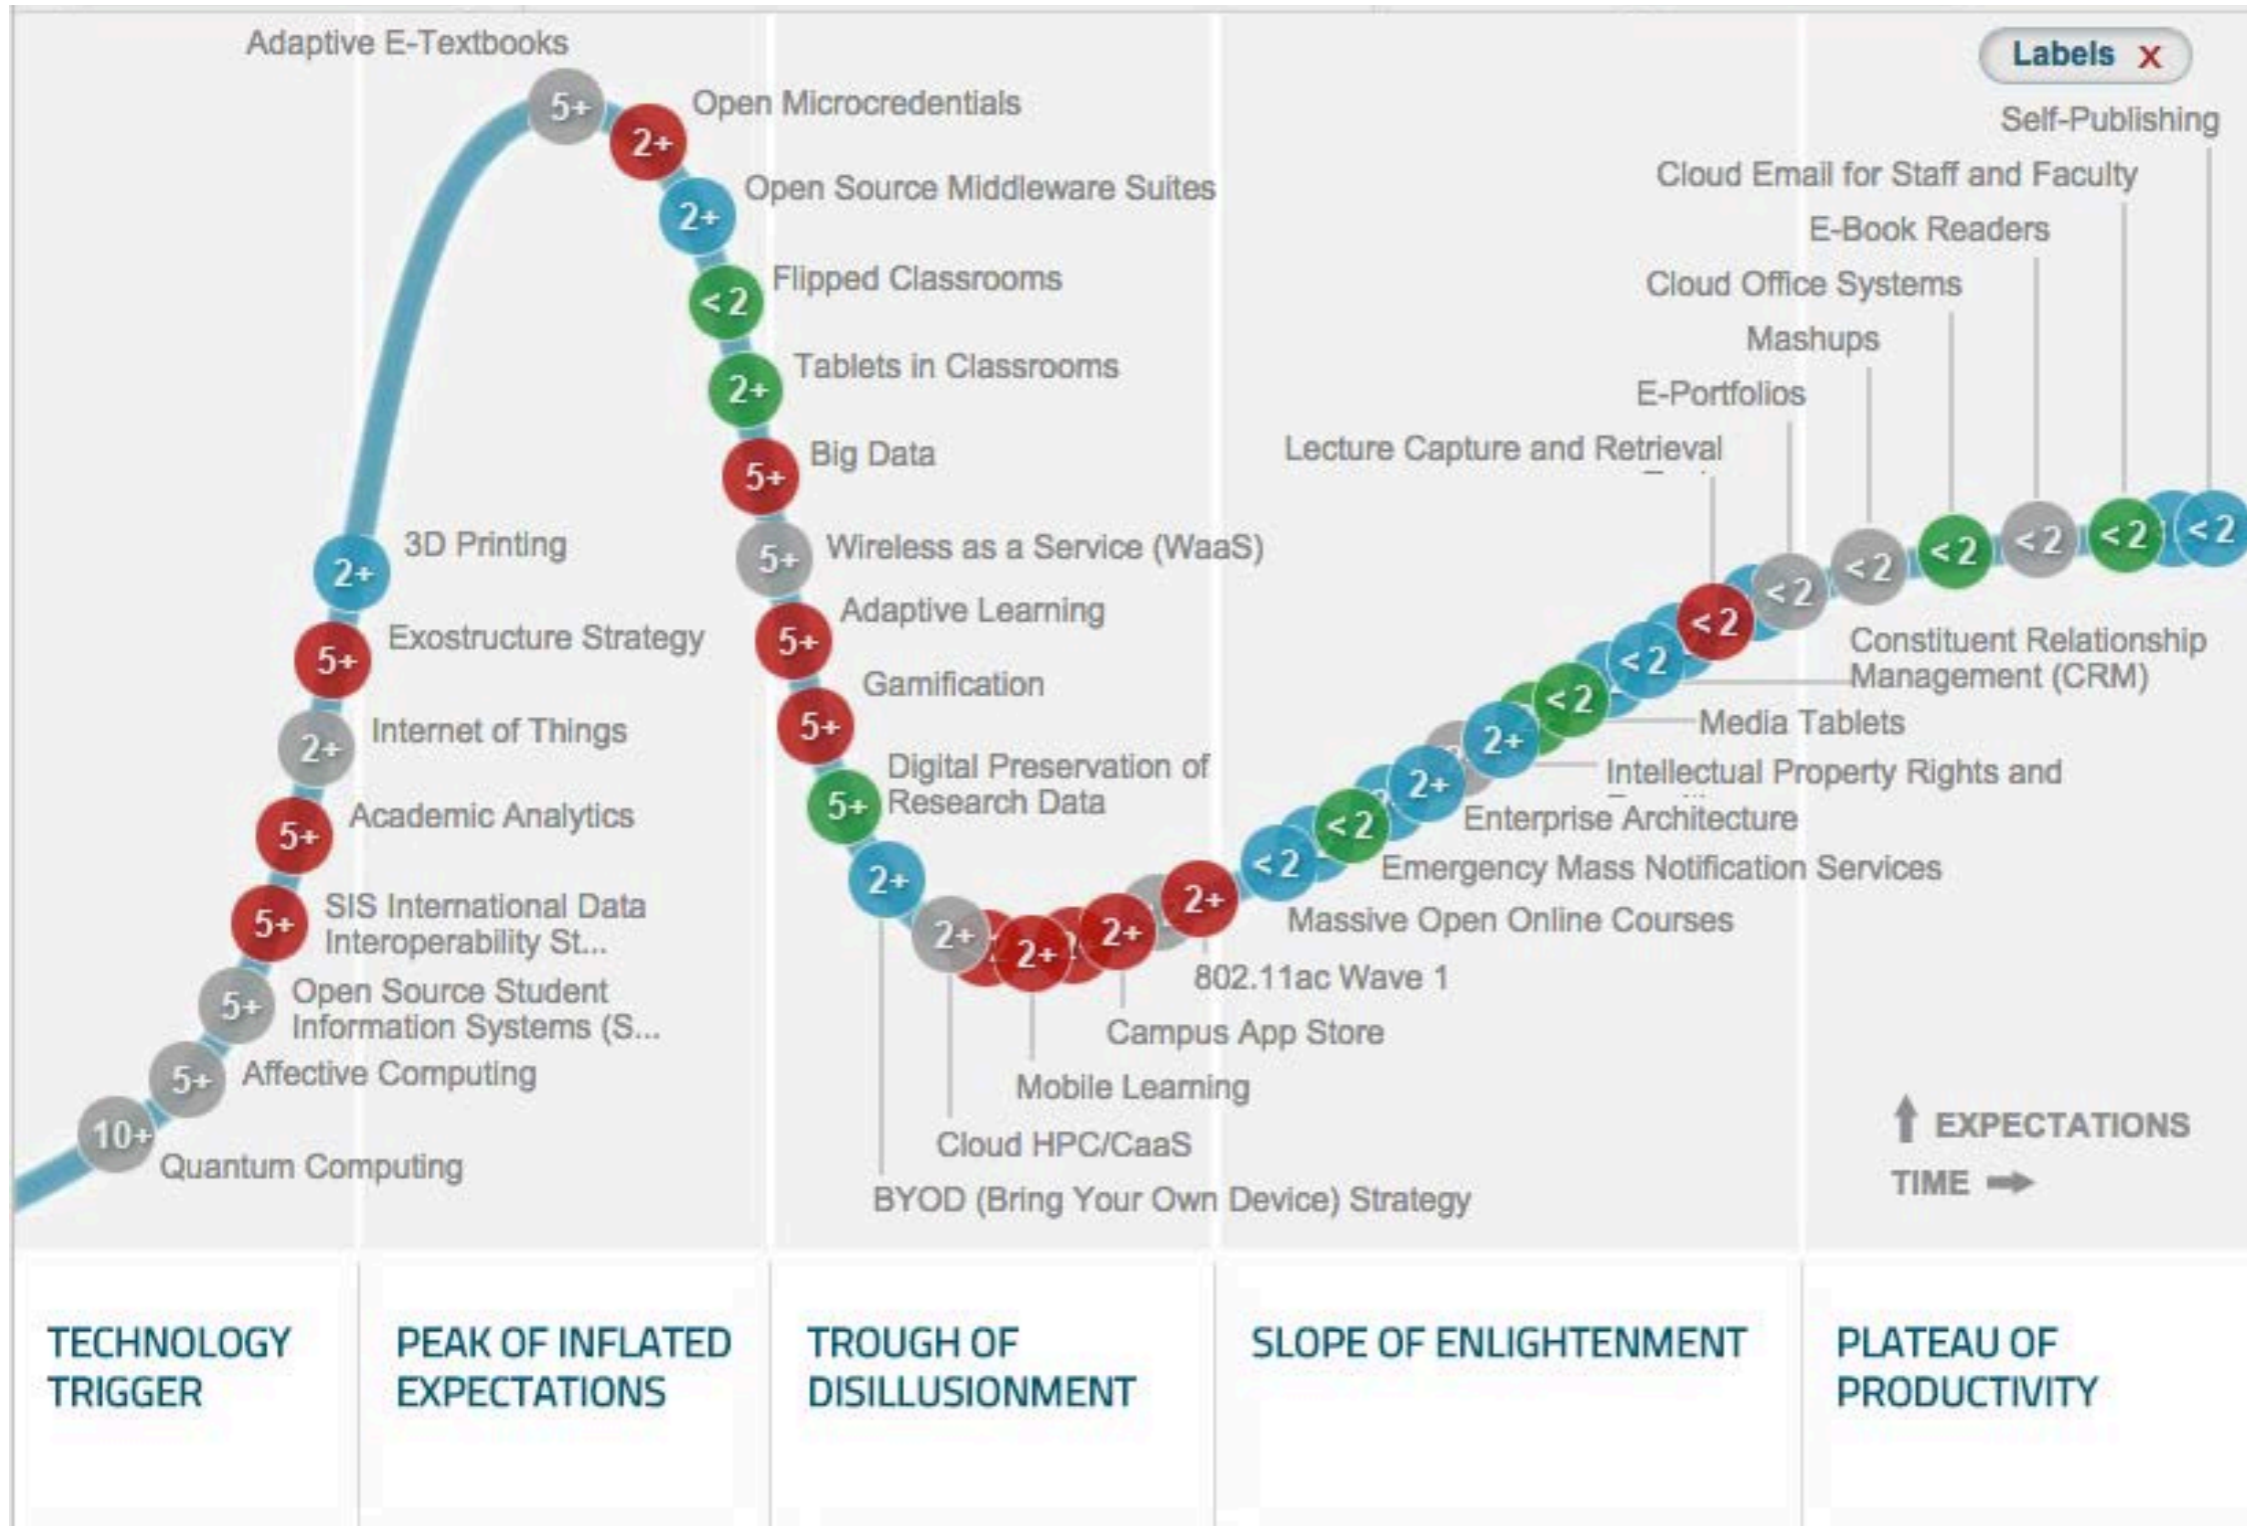 Adaptive E-Textbooks
5+
Labels X
Open Microcredentials
2+
Self-Publishing
Open Source Middleware Suites
2+
Cloud Email for Staff and Faculty
E-Book Readers
Flipped Classrooms
< 2
Cloud Office Systems
Mashups
Tablets in Classrooms
2+
E-Portfolios
Big Data
5+
Lecture Capture and Retrieval
3D Printing
2+
Wireless as a Service (WaaS)
5+
< 2
< 2
< 2
< 2
< 2
< 2
< 2
Adaptive Learning
5+
Exostructure Strategy
5+
Constituent Relationship
Management (CRM)
< 2
Gamification
5+
Internet of Things
2+
Media Tablets
< 2
Digital Preservation of
Research Data
5+
Intellectual Property Rights and
2+
Academic Analytics
5+
Enterprise Architecture
2+
Emergency Mass Notification Services
< 2
Massive Open Online Courses
< 2
2+
SIS International Data
Interoperability St...
5+
2+
2+
2+
2+
802.11ac Wave 1
Open Source Student
Information Systems (S...
5+
Campus App Store
Affective Computing
5+
Mobile Learning
10+
Quantum Computing
Cloud HPC/CaaS
BYOD (Bring Your Own Device) Strategy
EXPECTATIONS
TIME
TECHNOLOGY
TRIGGER
PEAK OF INFLATED
EXPECTATIONS
TROUGH OF
DISILLUSIONMENT
SLOPE OF ENLIGHTENMENT
PLATEAU OF
PRODUCTIVITY